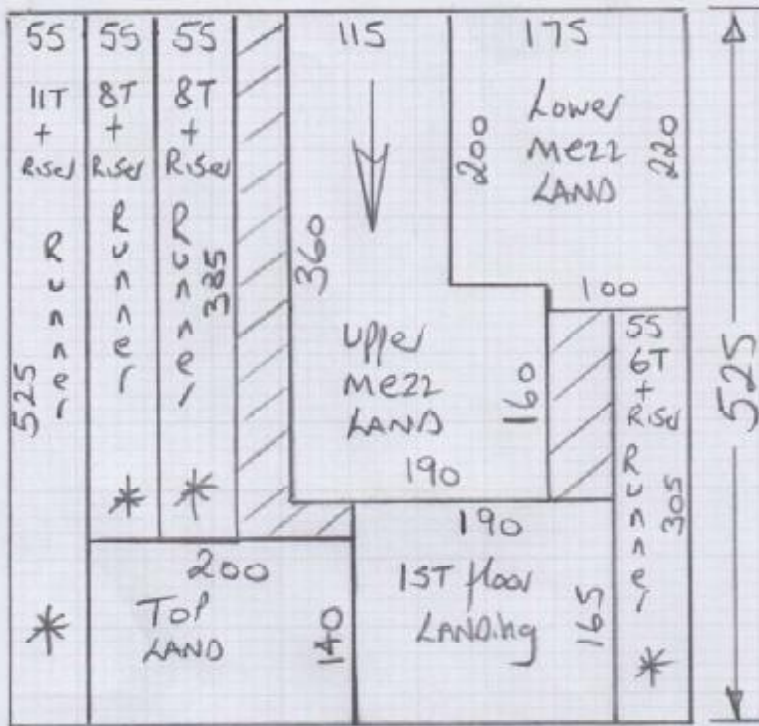 55 55 55 115 175
11T + Riser Runner 525 *
8T + Riser Runner *
8T + Riser Runner 385 *
360
Upper
Mezz
LAND
190
160
200
Lower
Mezz
LAND
220
100
55
6T
+
Riser
Runner 305
*
525
200
Top
LAND
140
190
1ST floor
LANDing
165